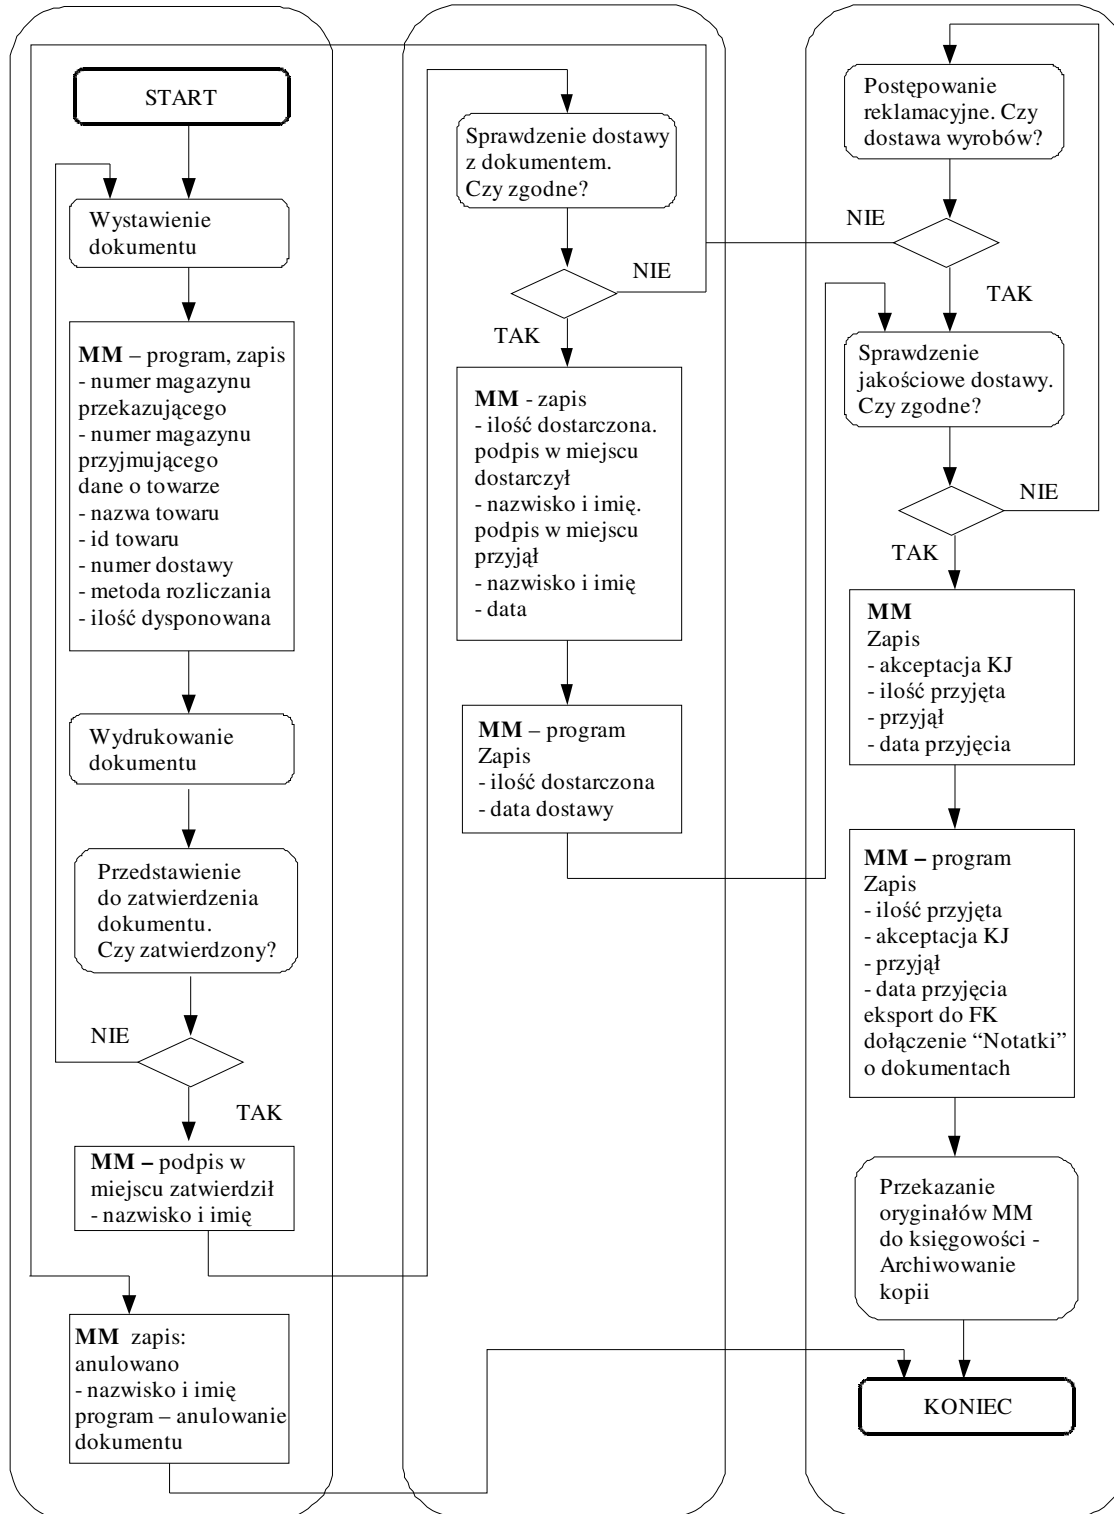 START
Wystawienie
dokumentu
MM – program, zapis
- numer magazynu
przekazującego
- numer magazynu
przyjmującego
dane o towarze
- nazwa towaru
- id towaru
- numer dostawy
- metoda rozliczania
- ilość dysponowana
Wydrukowanie
dokumentu
Przedstawienie
do zatwierdzenia
dokumentu.
Czy zatwierdzony?
NIE
TAK
MM – podpis w
miejscu zatwierdził
- nazwisko i imię
MM zapis:
anulowano
- nazwisko i imię
program – anulowanie
dokumentu
Sprawdzenie dostawy
z dokumentem.
Czy zgodne?
NIE
TAK
MM - zapis
- ilość dostarczona.
podpis w miejscu
dostarczył
- nazwisko i imię.
podpis w miejscu
przyjął
- nazwisko i imię
- data
MM – program
Zapis
- ilość dostarczona
- data dostawy
Postępowanie
reklamacyjne. Czy
dostawa wyrobów?
NIE
TAK
Sprawdzenie
jakościowe dostawy.
Czy zgodne?
NIE
TAK
MM
Zapis
- akceptacja KJ
- ilość przyjęta
- przyjął
- data przyjęcia
MM – program
Zapis
- ilość przyjęta
- akceptacja KJ
- przyjął
- data przyjęcia
eksport do FK
dołączenie “Notatki”
o dokumentach
Przekazanie
oryginałów MM
do księgowości -
Archiwowanie
kopii
KONIEC